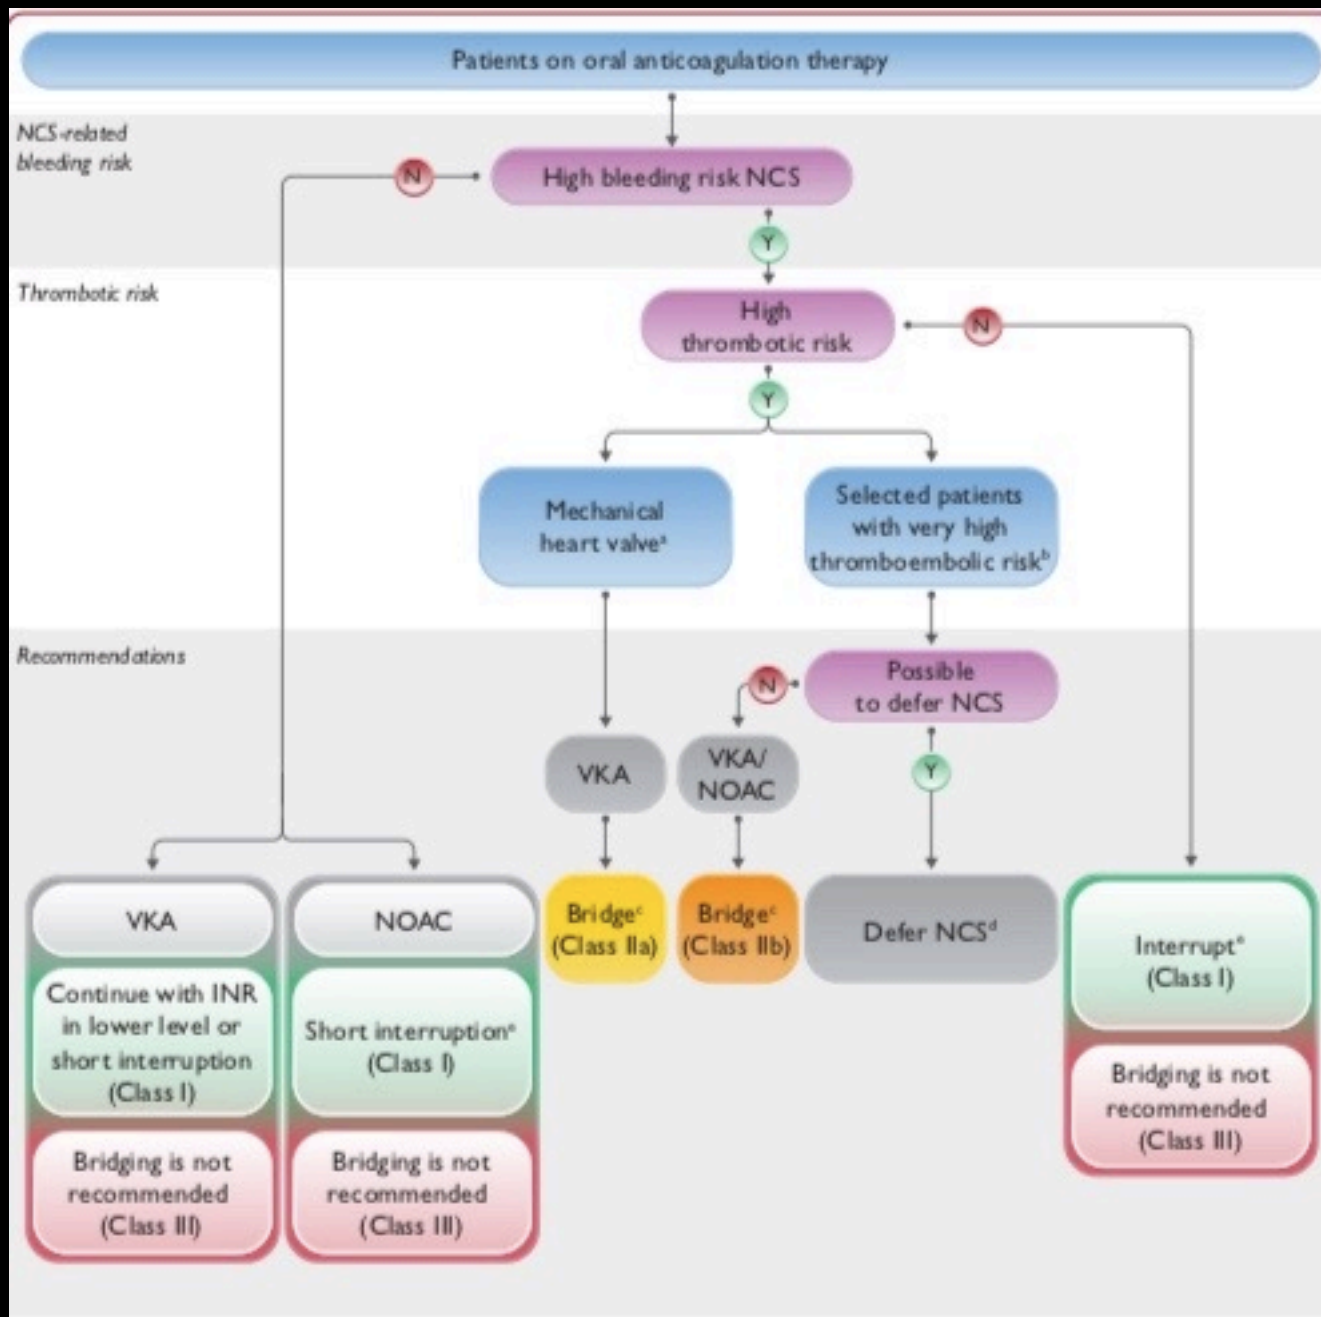 Patients on oral anticoagulation therapy
NCS-related
bleeding risk
N
High bleeding risk NCS
Y
Thrombotic risk
High
thrombotic risk
N
Y
Mechanical
heart valveᵃ
Selected patients
with very high
thromboembolic riskᵇ
Recommendations
Possible
to defer NCS
N
VKA
VKA/
NOAC
Y
VKA
Continue with INR
in lower level or
short interruption
(Class I)
Bridging is not
recommended
(Class III)
NOAC
Short interruptionᵉ
(Class I)
Bridging is not
recommended
(Class III)
Bridgeᶜ
(Class IIa)
Bridgeᶜ
(Class IIb)
Defer NCSᵈ
Interruptᵉ
(Class I)
Bridging is not
recommended
(Class III)